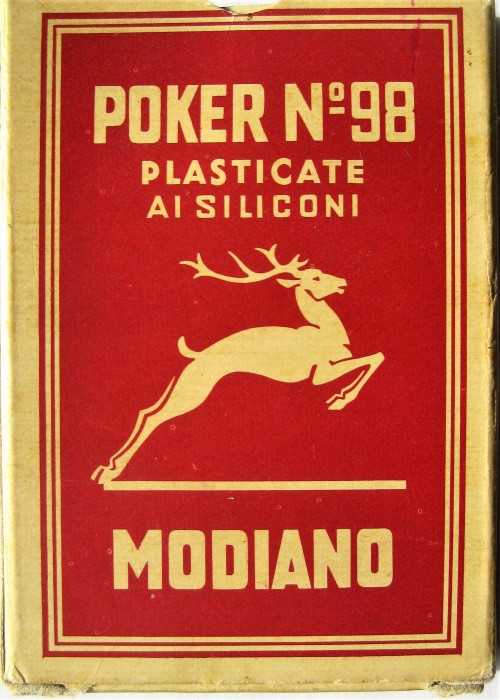 POKER Nº98
PLASTICATE
AI SILICONI
MODIANO